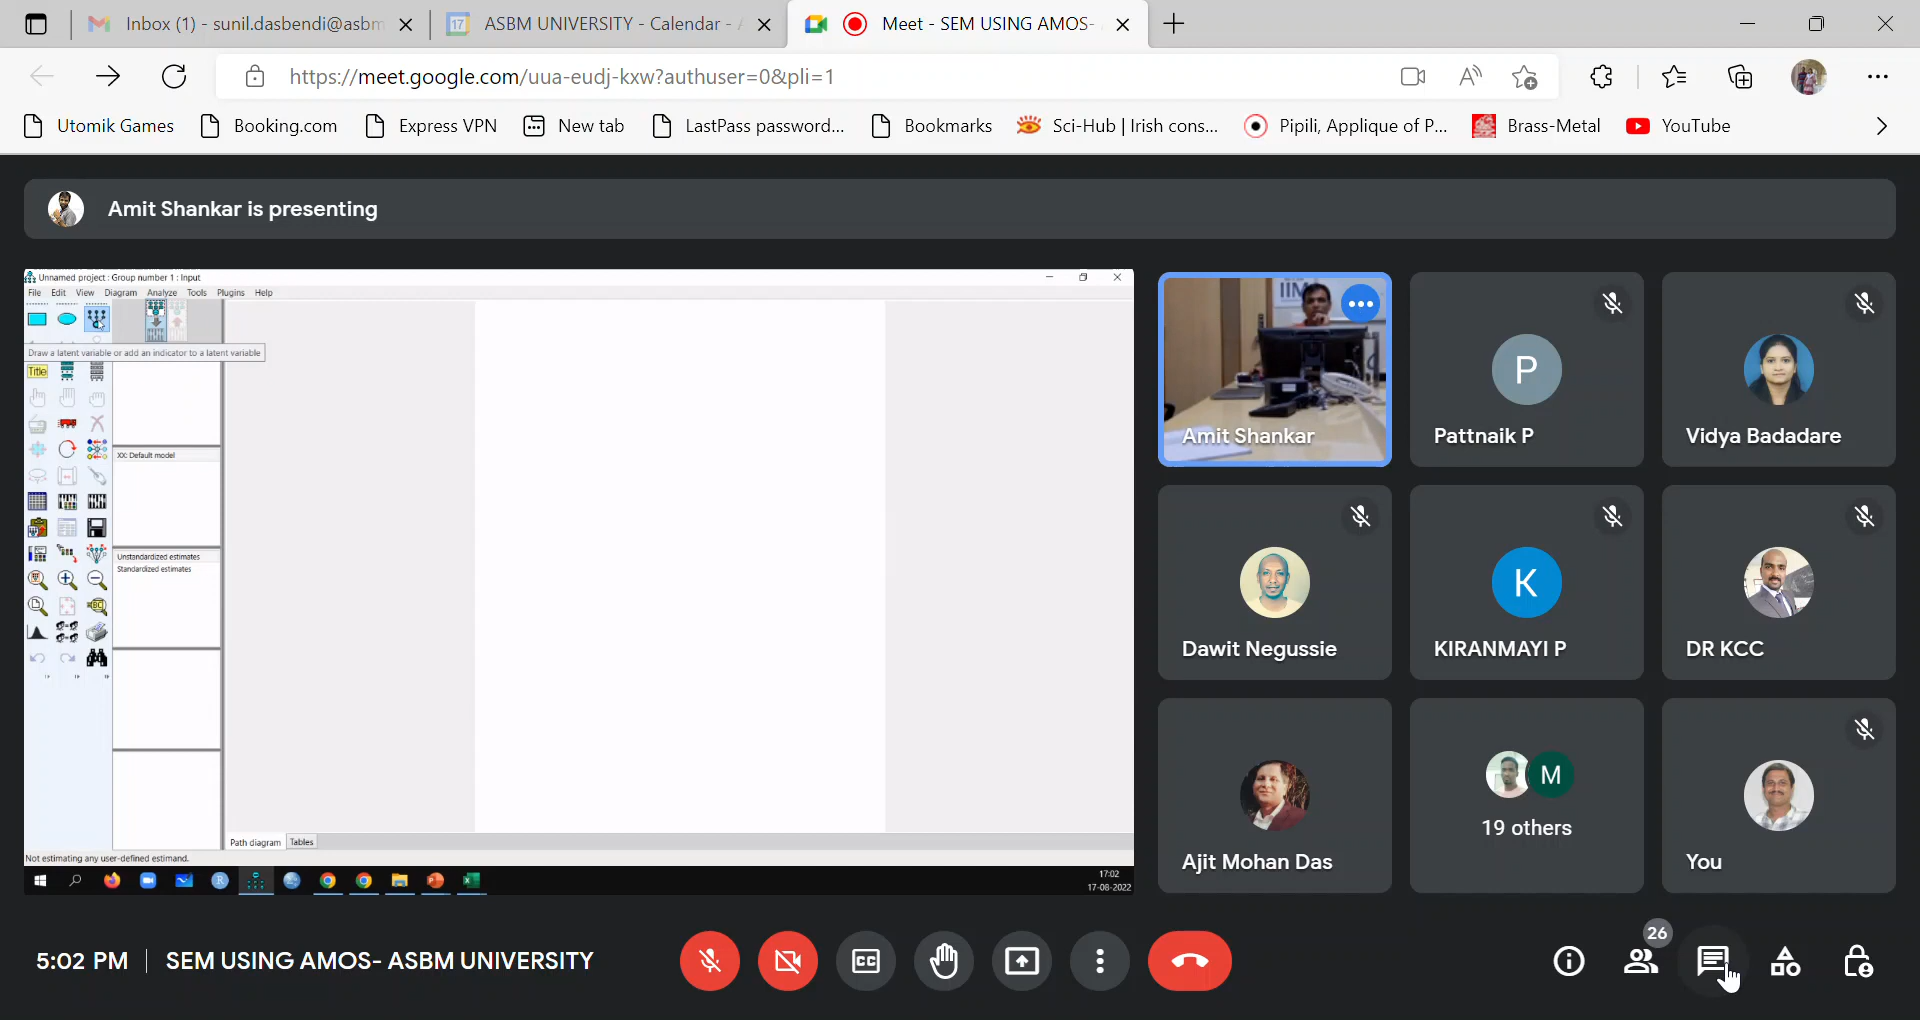 Inbox (1) - sunil.dasbendi@asbm
ASBM UNIVERSITY - Calendar - A
Meet - SEM USING AMOS-
https://meet.google.com/uua-eudj-kxw?authuser=0&pli=1
Utomik Games
Booking.com
Express VPN
New tab
LastPass password...
Bookmarks
Sci-Hub | Irish cons...
Pipili, Applique of P...
Brass-Metal
YouTube
Amit Shankar is presenting
Unnamed project : Group number 1 : Input
File Edit View Diagram Analyze Tools Plugins Help
Draw a latent variable or add an indicator to a latent variable
Title
XX: Default model
Unstandardized estimates
Standardized estimates
Path diagram Tables
Not estimating any user-defined estimand.
17:02
17-08-2022
IIM
Amit Shankar
P
Pattnaik P
Vidya Badadare
Dawit Negussie
K
KIRANMAYI P
DR KCC
Ajit Mohan Das
M
19 others
You
5:02 PM | SEM USING AMOS- ASBM UNIVERSITY
26